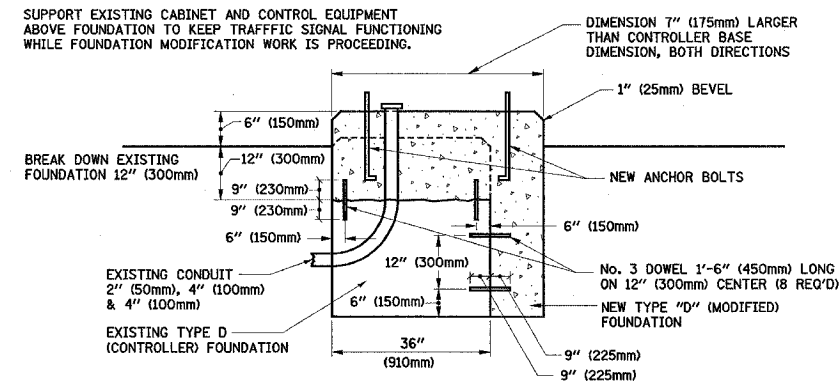 SUPPORT EXISTING CABINET AND CONTROL EQUIPMENT
ABOVE FOUNDATION TO KEEP TRAFFFIC SIGNAL FUNCTIONING
WHILE FOUNDATION MODIFICATION WORK IS PROCEEDING.
DIMENSION 7" (175mm) LARGER
THAN CONTROLLER BASE
DIMENSION, BOTH DIRECTIONS
1" (25mm) BEVEL
6" (150mm)
BREAK DOWN EXISTING
FOUNDATION 12" (300mm)
12" (300mm)
9" (230mm)
9" (230mm)
6" (150mm)
NEW ANCHOR BOLTS
6" (150mm)
EXISTING CONDUIT
2" (50mm), 4" (100mm)
& 4" (100mm)
12" (300mm)
6" (150mm)
No. 3 DOWEL 1'-6" (450mm) LONG
ON 12" (300mm) CENTER (8 REQ'D)
NEW TYPE "D" (MODIFIED)
FOUNDATION
EXISTING TYPE D
(CONTROLLER) FOUNDATION
36"
(910mm)
9" (225mm)
9" (225mm)